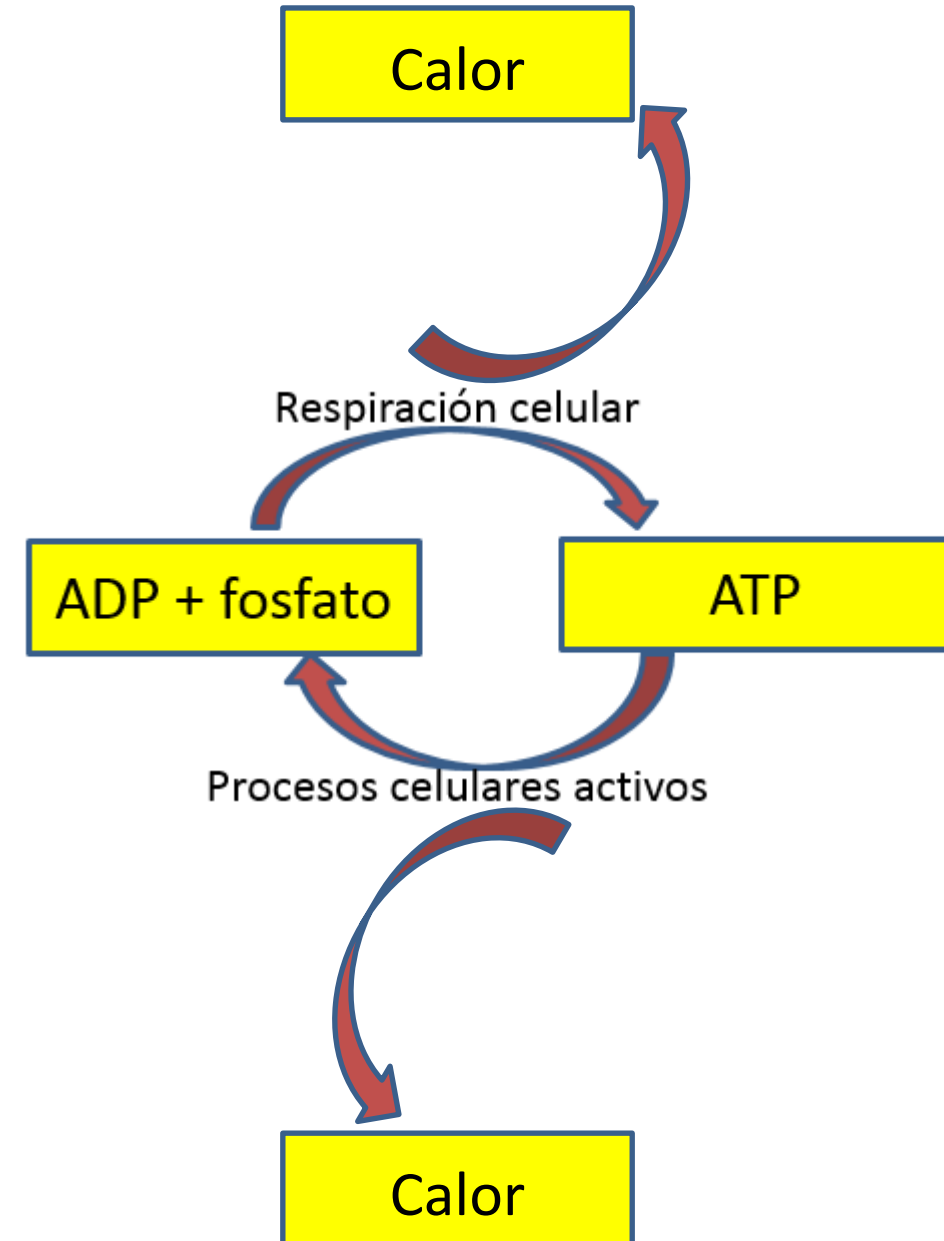 Calor
Respiración celular
ADP + fosfato
ATP
Procesos celulares activos
Calor